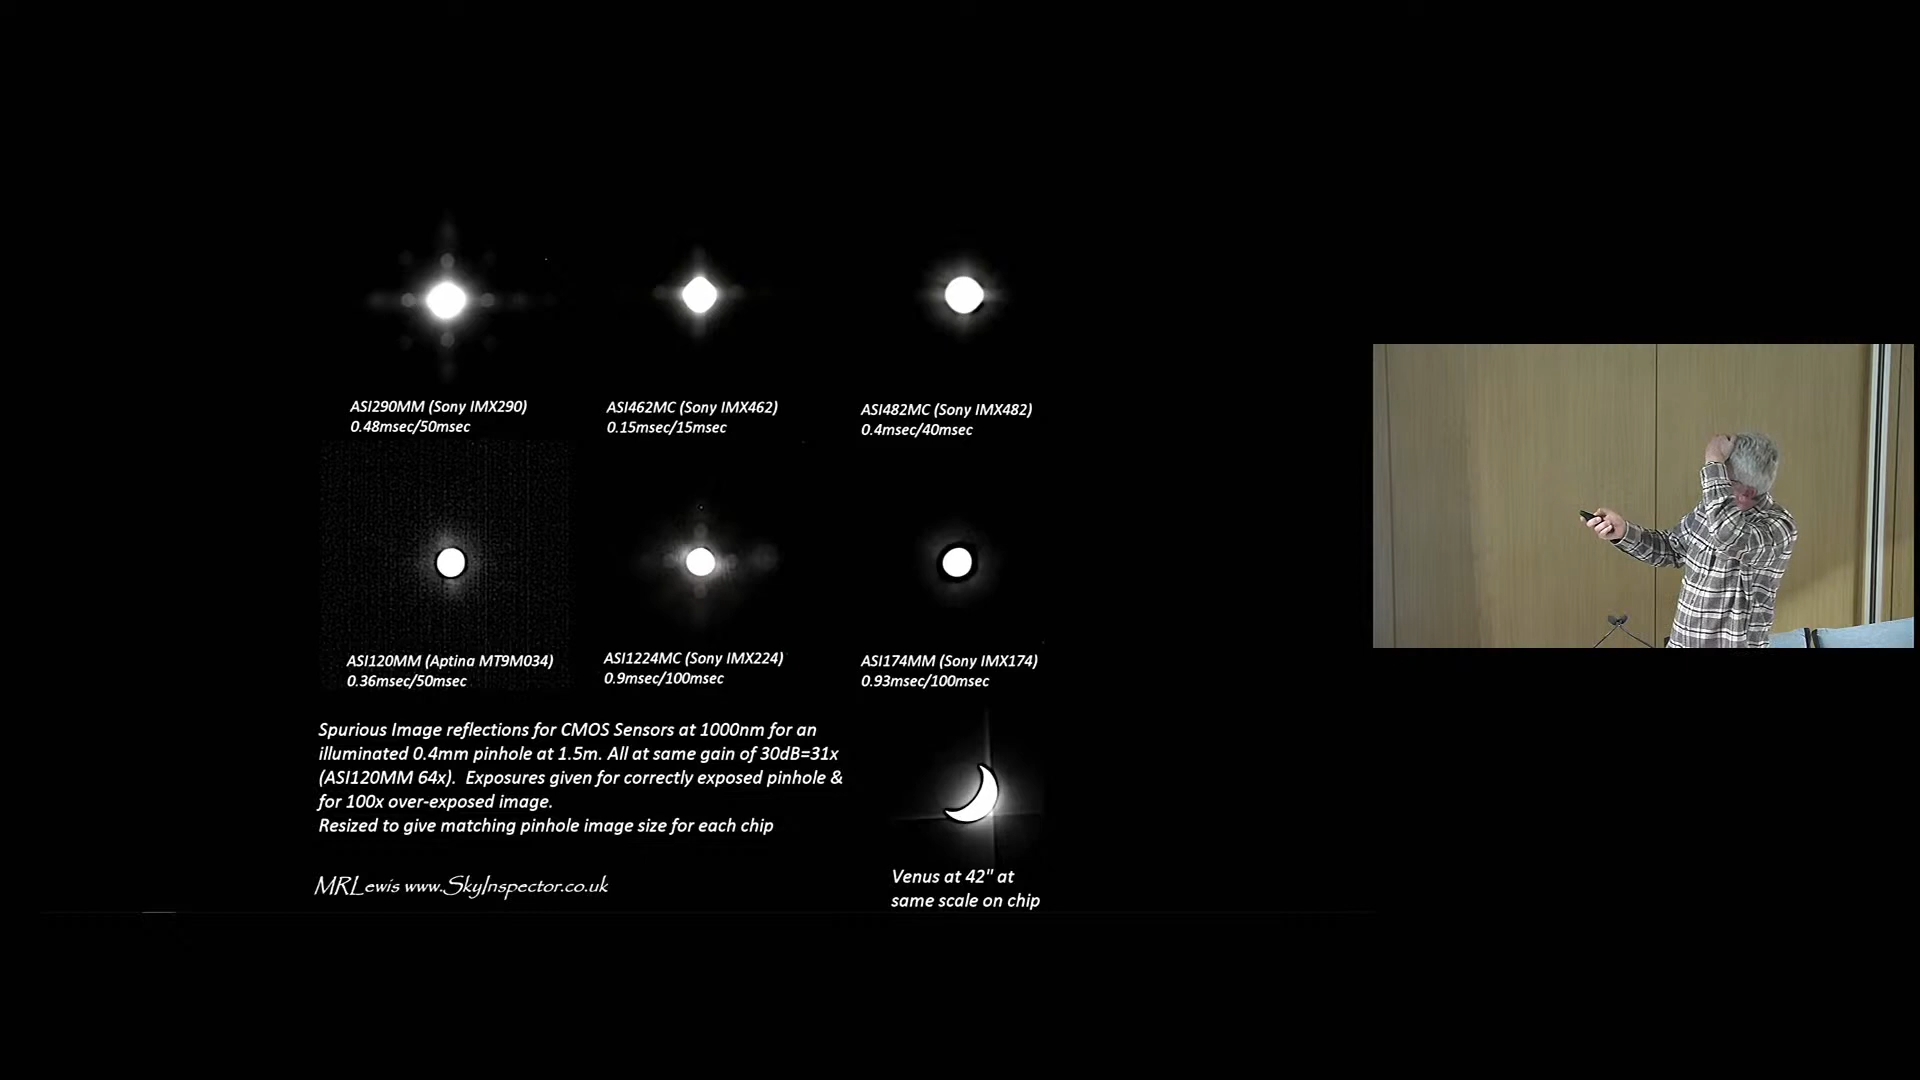 ASI290MM (Sony IMX290)
0.48msec/50msec
ASI462MC (Sony IMX462)
0.15msec/15msec
ASI482MC (Sony IMX482)
0.4msec/40msec
ASI120MM (Aptina MT9M034)
0.36msec/50msec
ASI1224MC (Sony IMX224)
0.9msec/100msec
ASI174MM (Sony IMX174)
0.93msec/100msec
Spurious Image reflections for CMOS Sensors at 1000nm for an
illuminated 0.4mm pinhole at 1.5m. All at same gain of 30dB=31x
(ASI120MM 64x).  Exposures given for correctly exposed pinhole &
for 100x over-exposed image.
Resized to give matching pinhole image size for each chip
MRLewis www.SkyInspector.co.uk
Venus at 42" at
same scale on chip